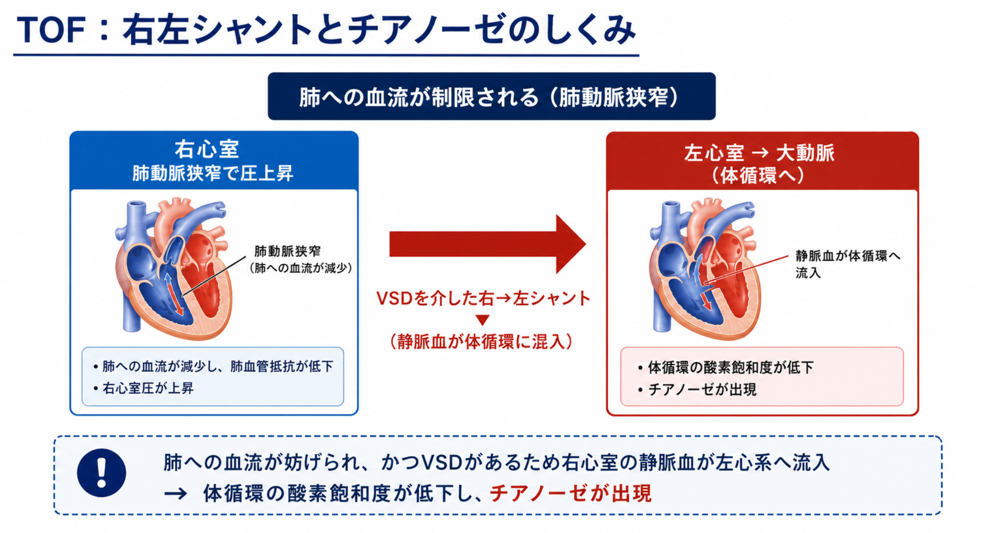 TOF：右左シャントとチアノーゼのしくみ
肺への血流が制限される（肺動脈狭窄）
右心室
肺動脈狭窄で圧上昇
肺動脈狭窄
（肺への血流が減少）
• 肺への血流が減少し、肺血管抵抗が低下
• 右心室圧が上昇
VSDを介した右→左シャント
▼
（静脈血が体循環に混入）
左心室 → 大動脈
（体循環へ）
静脈血が体循環へ
流入
• 体循環の酸素飽和度が低下
• チアノーゼが出現
!
肺への血流が妨げられ、かつVSDがあるため右心室の静脈血が左心系へ流入
→ 体循環の酸素飽和度が低下し、チアノーゼが出現